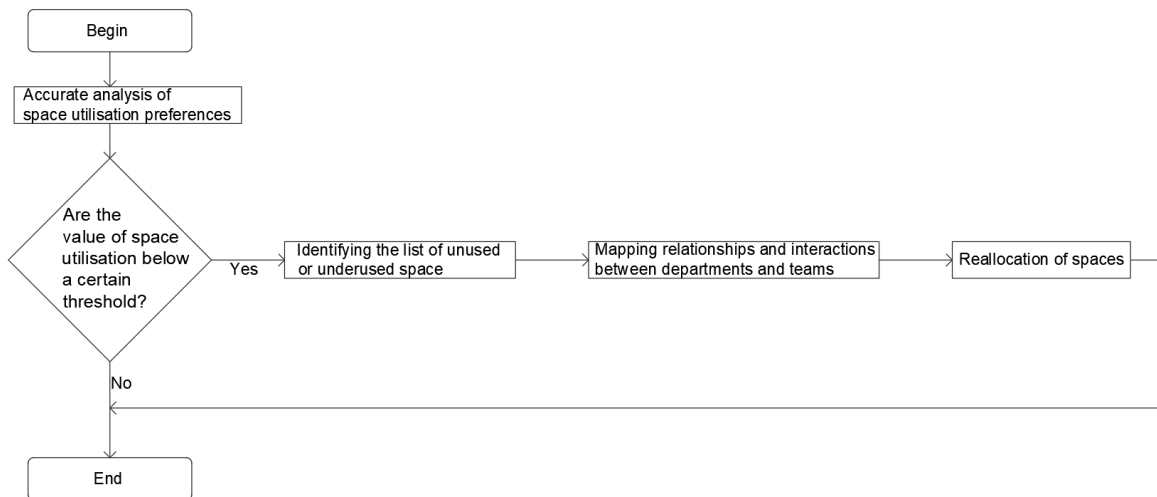 Begin
Accurate analysis of
space utilisation preferences
Are the
value of space
utilisation below
a certain
threshold?
Yes
Identifying the list of unused
or underused space
Mapping relationships and interactions
between departments and teams
Reallocation of spaces
No
End